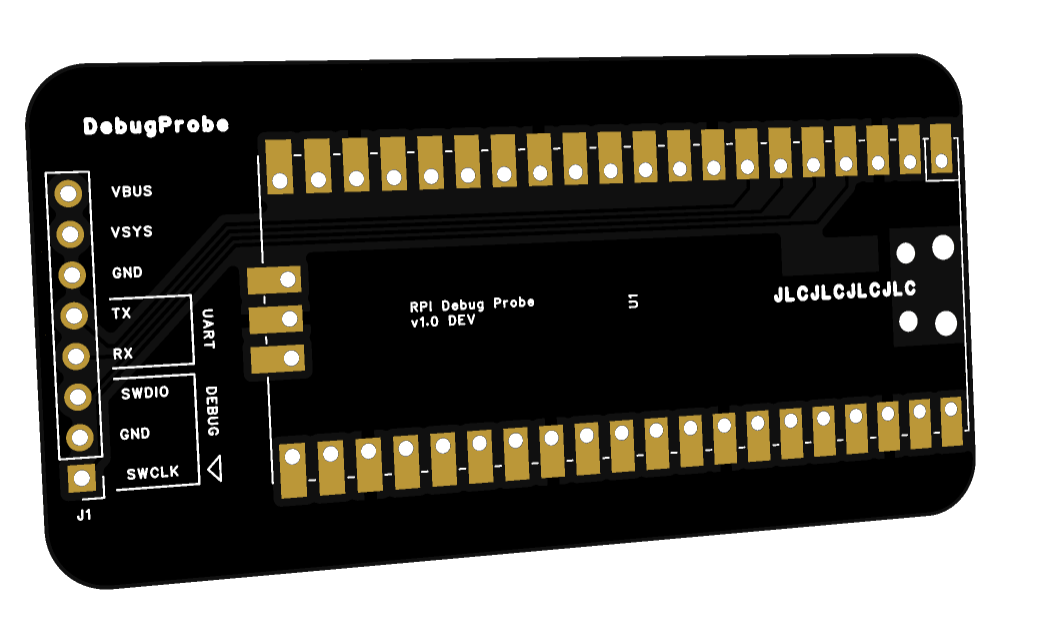 DebugProbe
VBUS
VSYS
GND
TX
RX
UART
SWDIO
GND
SWCLK
DEBUG
J1
RPI Debug Probe
v1.0 DEV
U1
JLCJLCJLCJLC